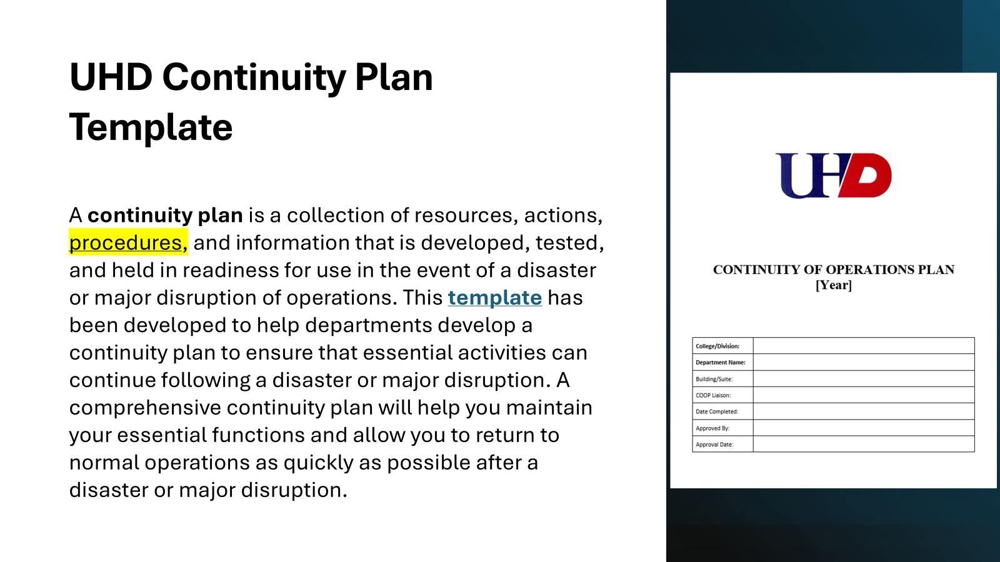 UHD Continuity Plan
Template
A continuity plan is a collection of resources, actions,
procedures, and information that is developed, tested,
and held in readiness for use in the event of a disaster
or major disruption of operations. This template has
been developed to help departments develop a
continuity plan to ensure that essential activities can
continue following a disaster or major disruption. A
comprehensive continuity plan will help you maintain
your essential functions and allow you to return to
normal operations as quickly as possible after a
disaster or major disruption.
UHD
CONTINUITY OF OPERATIONS PLAN
[Year]
College/Division:
Department Name:
Building/Suite:
COOP Liaison:
Date Completed:
Approved By:
Approval Date: